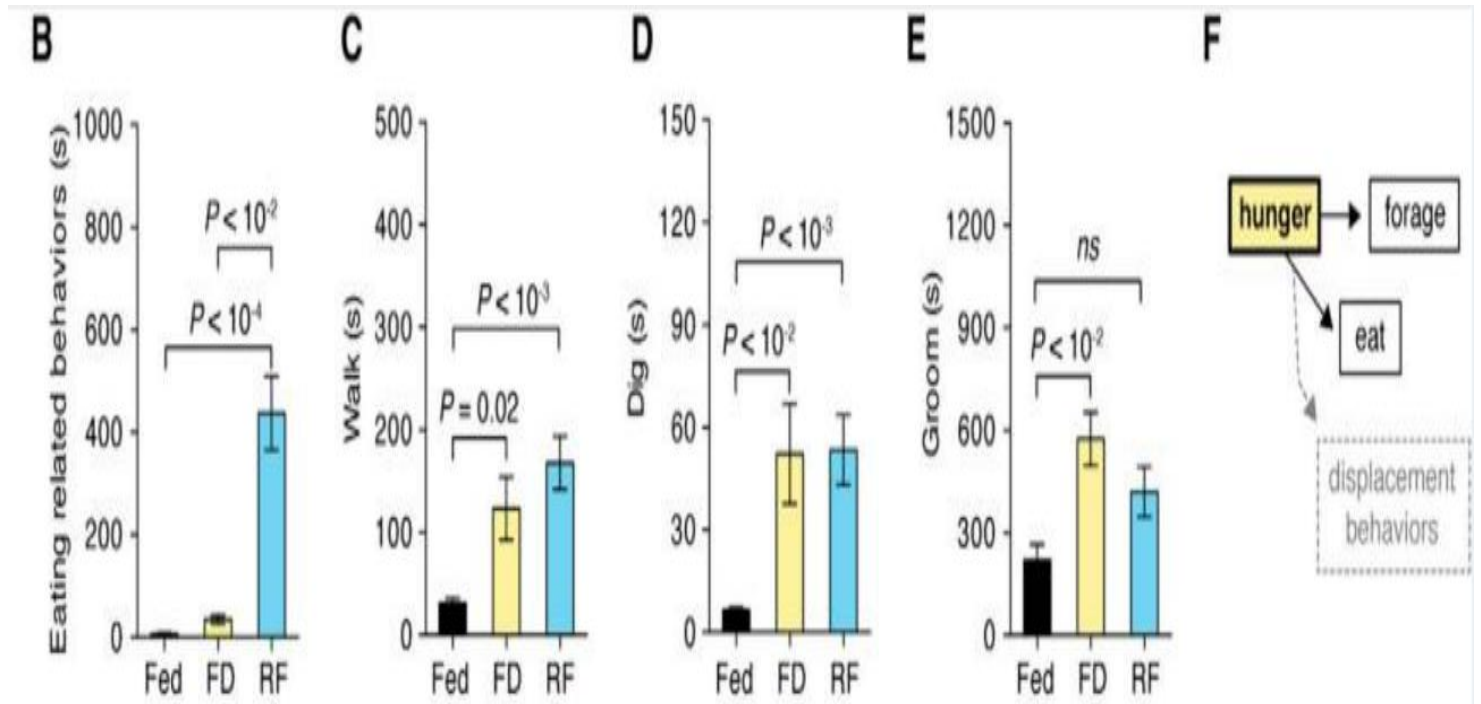 B
Eating related behaviors (s)
1000
800
600
400
200
0
P < 10⁻²
P < 10⁻⁴
Fed FD RF
C
Walk (s)
500
400
300
200
100
0
P < 10⁻³
P = 0.02
Fed FD RF
D
Dig (s)
150
120
90
60
30
0
P < 10⁻³
P < 10⁻²
Fed FD RF
E
Groom (s)
1500
1200
900
600
300
0
ns
P < 10⁻²
Fed FD RF
F
hunger
forage
eat
displacement
behaviors